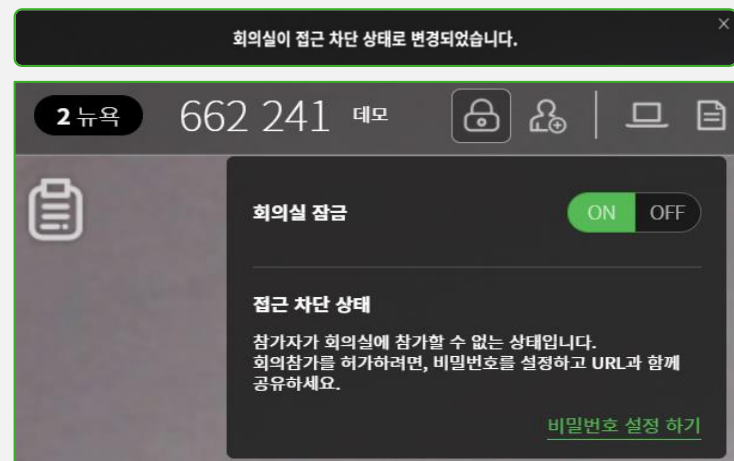 회의실이 접근 차단 상태로 변경되었습니다.
2 뉴욕 662 241 데모
회의실 잠금 ON OFF
접근 차단 상태
참가자가 회의실에 참가할 수 없는 상태입니다.
회의참가를 허가하려면, 비밀번호를 설정하고 URL과 함께
공유하세요.
비밀번호 설정 하기